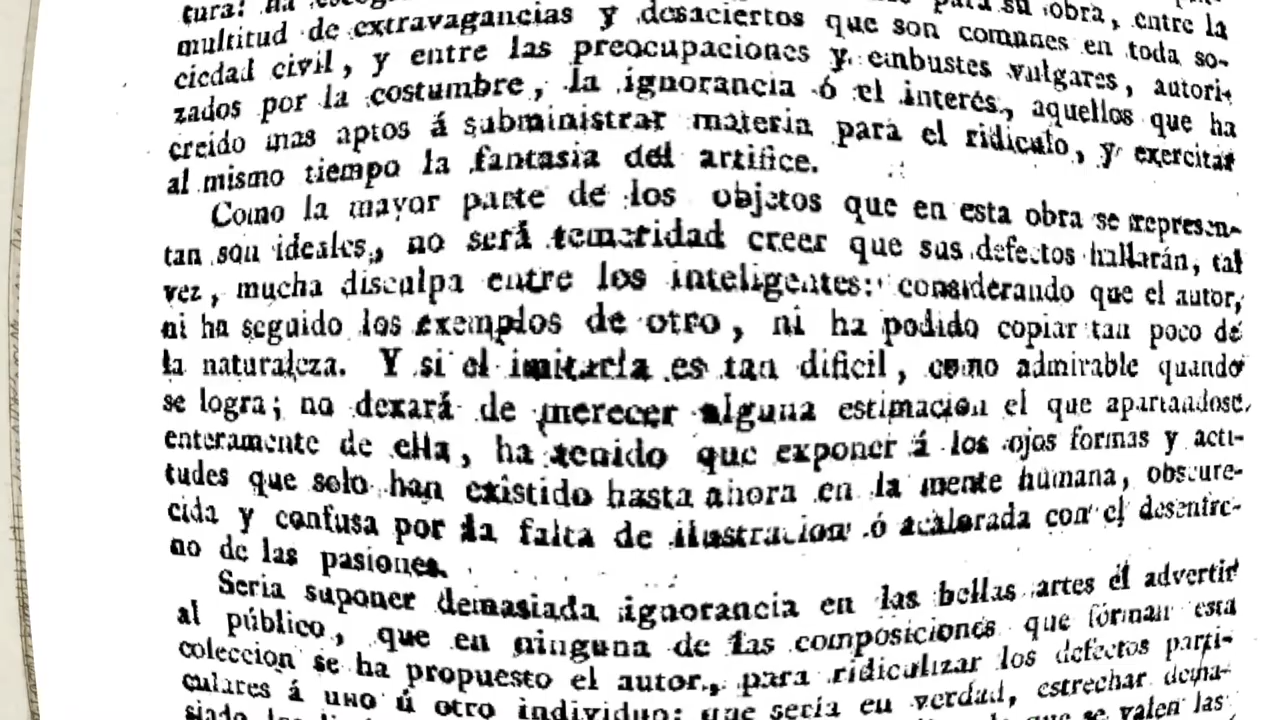 para su obra, entre la
multitud de extravagancias y desaciertos que son comunes en toda so-
ciedad civil, y entre las preocupaciones y embustes vulgares, autori-
zados por la costumbre, la ignorancia ó el interés, aquellos que ha
creido mas aptos á subministrar materia para el ridiculo, y exercitar
al mismo tiempo la fantasia del artifice.
Como la mayor parte de los objetos que en esta obra se represen-
tan son ideales, no será temeridad creer que sus defectos hallarán, tal
vez, mucha disculpa entre los inteligentes: considerando que el autor,
ni ha seguido los exemplos de otro, ni ha podido copiar tan poco de
la naturaleza. Y si el imitarla es tan dificil, como admirable quando
se logra; no dexará de merecer alguna estimacion el que apartandose,
enteramente de ella, ha tenido que exponer á los ojos formas y acti-
tudes que solo han existido hasta ahora en la mente humana, obscure-
cida y confusa por la falta de ilustracion ó acalorada con el desenfre-
no de las pasiones.
Seria suponer demasiada ignorancia en las bellas artes el advertir
al público, que en ninguna de las composiciones que forman esta
coleccion se ha propuesto el autor, para ridiculizar los defectos parti-
culares á uno ú otro individuo: que seria en verdad, estrechar dema-
se valen las